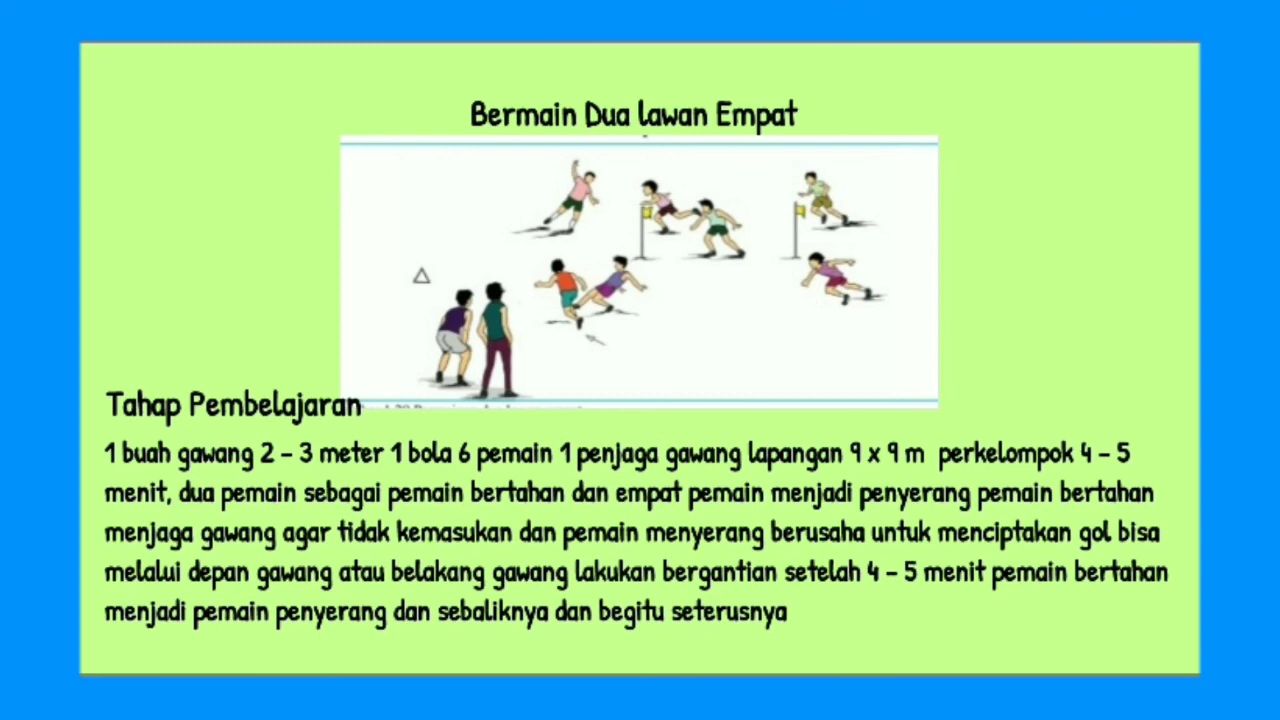 Bermain Dua lawan Empat
Tahap Pembelajaran
1 buah gawang 2 - 3 meter 1 bola 6 pemain 1 penjaga gawang lapangan 9 x 9 m perkelompok 4 - 5
menit, dua pemain sebagai pemain bertahan dan empat pemain menjadi penyerang pemain bertahan
menjaga gawang agar tidak kemasukan dan pemain menyerang berusaha untuk menciptakan gol bisa
melalui depan gawang atau belakang gawang lakukan bergantian setelah 4 - 5 menit pemain bertahan
menjadi pemain penyerang dan sebaliknya dan begitu seterusnya